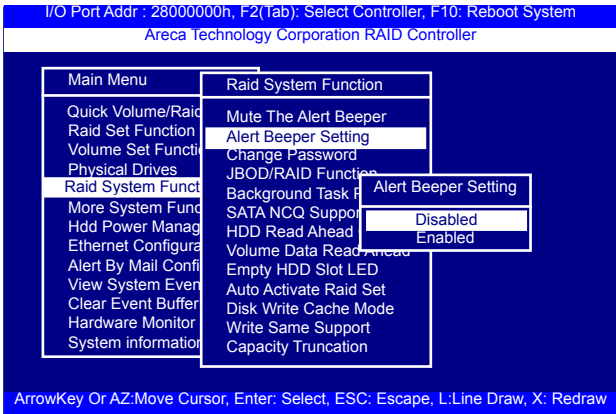 I/O Port Addr : 28000000h, F2(Tab): Select Controller, F10: Reboot System
Areca Technology Corporation RAID Controller
Main Menu
Quick Volume/Raid
Raid Set Function
Volume Set Functi
Physical Drives
Raid System Funct
More System Func
Hdd Power Manag
Ethernet Configura
Alert By Mail Confi
View System Even
Clear Event Buffer
Hardware Monitor
System information
Raid System Function
Mute The Alert Beeper
Alert Beeper Setting
Change Password
JBOD/RAID Function
Background Task P
SATA NCQ Suppor
HDD Read Ahead
Volume Data Read Ahead
Empty HDD Slot LED
Auto Activate Raid Set
Disk Write Cache Mode
Write Same Support
Capacity Truncation
Alert Beeper Setting
Disabled
Enabled
ArrowKey Or AZ:Move Cursor, Enter: Select, ESC: Escape, L:Line Draw, X: Redraw